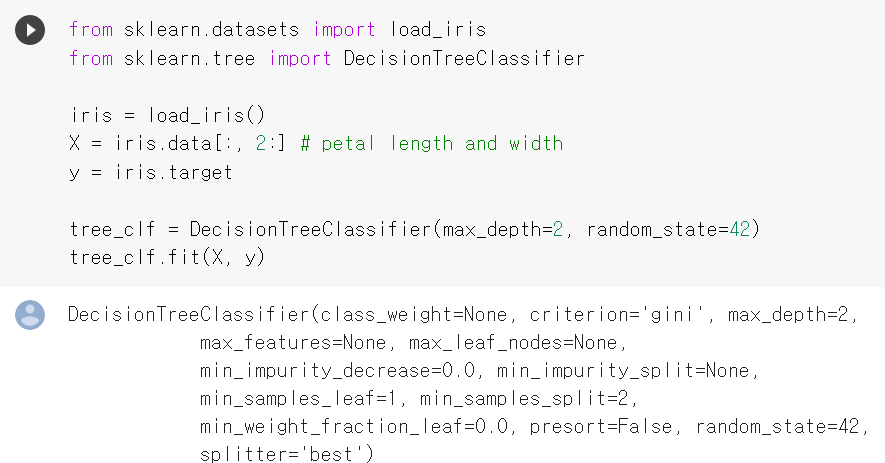 from sklearn.datasets import load_iris
from sklearn.tree import DecisionTreeClassifier
iris = load_iris()
X = iris.data[:, 2:] # petal length and width
y = iris.target
tree_clf = DecisionTreeClassifier(max_depth=2, random_state=42)
tree_clf.fit(X, y)
DecisionTreeClassifier(class_weight=None, criterion='gini', max_depth=2,
max_features=None, max_leaf_nodes=None,
min_impurity_decrease=0.0, min_impurity_split=None,
min_samples_leaf=1, min_samples_split=2,
min_weight_fraction_leaf=0.0, presort=False, random_state=42,
splitter='best')